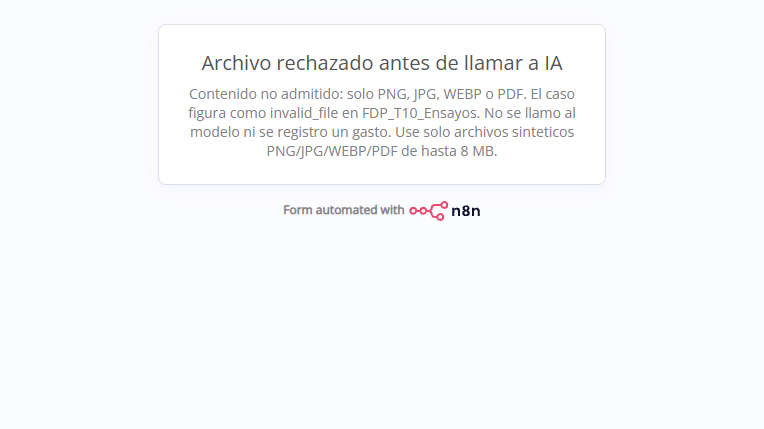 Archivo rechazado antes de llamar a IA
Contenido no admitido: solo PNG, JPG, WEBP o PDF. El caso
figura como invalid_file en FDP_T10_Ensayos. No se llamo al
modelo ni se registro un gasto. Use solo archivos sinteticos
PNG/JPG/WEBP/PDF de hasta 8 MB.
Form automated with n8n